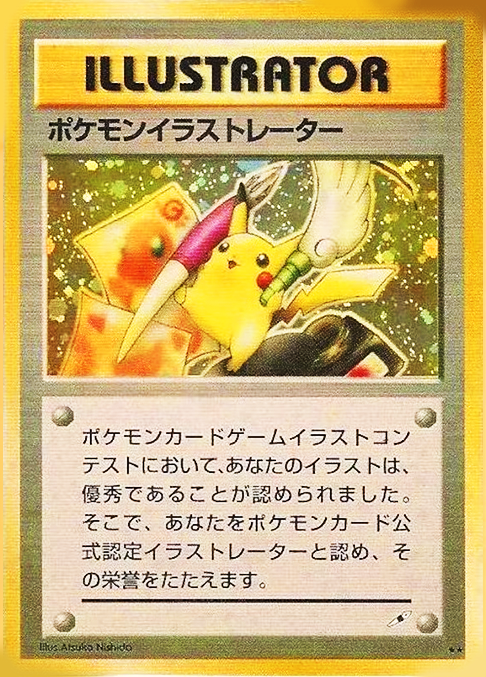 ILLUSTRATOR
ポケモンイラストレーター
ポケモンカードゲームイラストコン
テストにおいて、あなたのイラストは、
優秀であることが認められました。
そこで、あなたをポケモンカード公
式認定イラストレーターと認め、そ
の栄誉をたたえます。
Illus. Atsuko Nishida